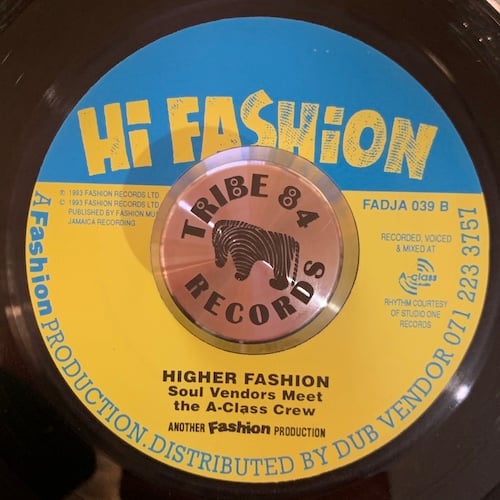 Hi FASHiON
℗ 1993 FASHION RECORDS LTD
© 1993 FASHION RECORDS LTD
PUBLISHED BY FASHION
JAMAICA RECORDING
FADJA 039 B
RECORDED, VOICED
& MIXED AT
A-class
RHYTHM COURTESY
OF STUDIO ONE
RECORDS
TRIBE 84
RECORDS
HIGHER FASHION
Soul Vendors Meet
the A-Class Crew
ANOTHER Fashion PRODUCTION
A Fashion PRODUCTION. DISTRIBUTED BY DUB VENDOR 071 223 3757